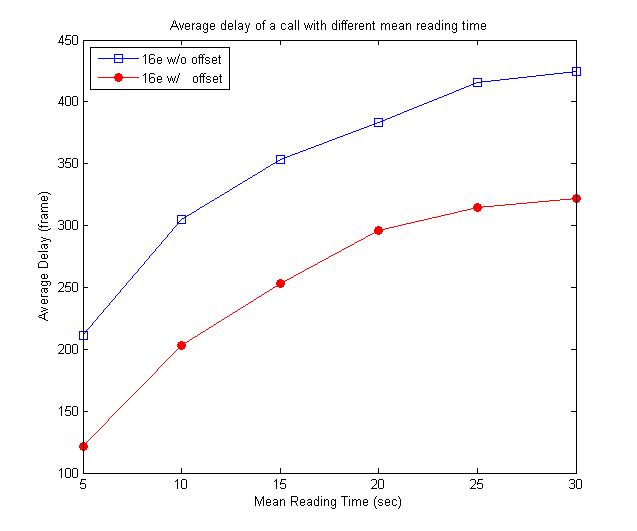 Average delay of a call with different mean reading time
450
16e w/o offset
16e w/ offset
400
350
300
250
200
150
100
Average Delay (frame)
5 10 15 20 25 30
Mean Reading Time (sec)